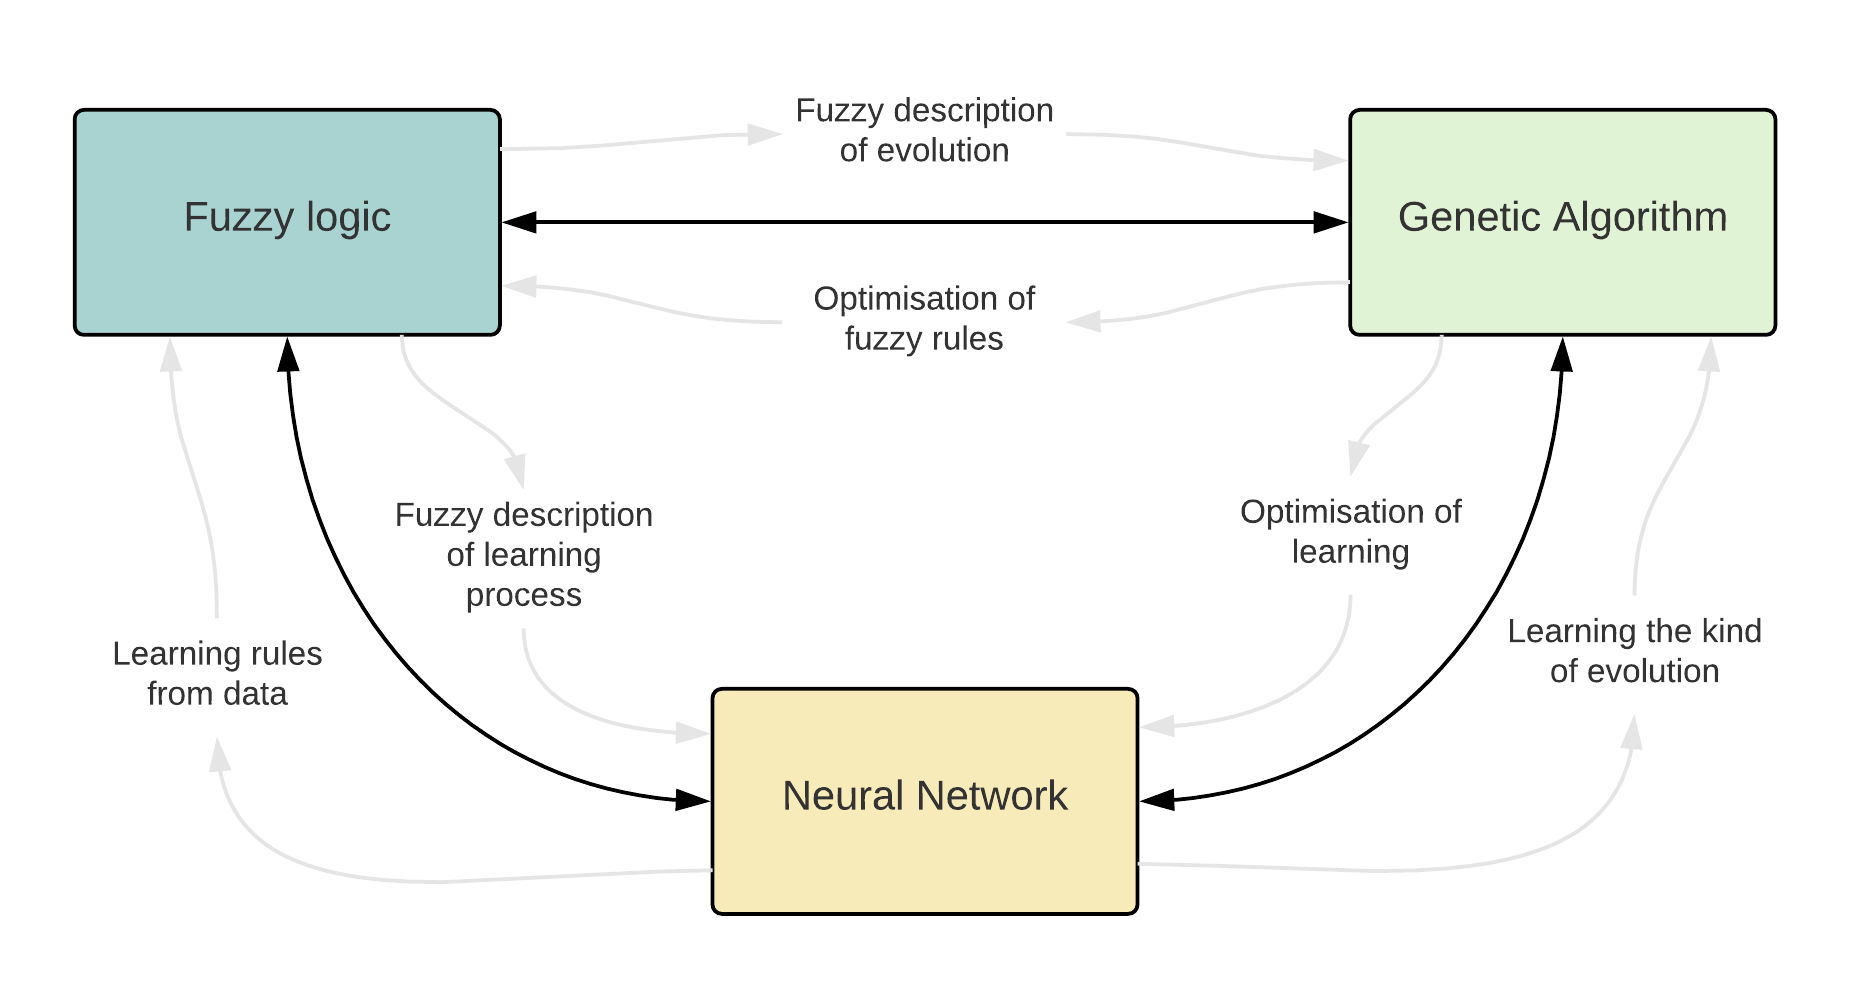 Fuzzy description
of evolution
Fuzzy logic
Genetic Algorithm
Optimisation of
fuzzy rules
Fuzzy description
of learning
process
Optimisation of
learning
Learning rules
from data
Learning the kind
of evolution
Neural Network